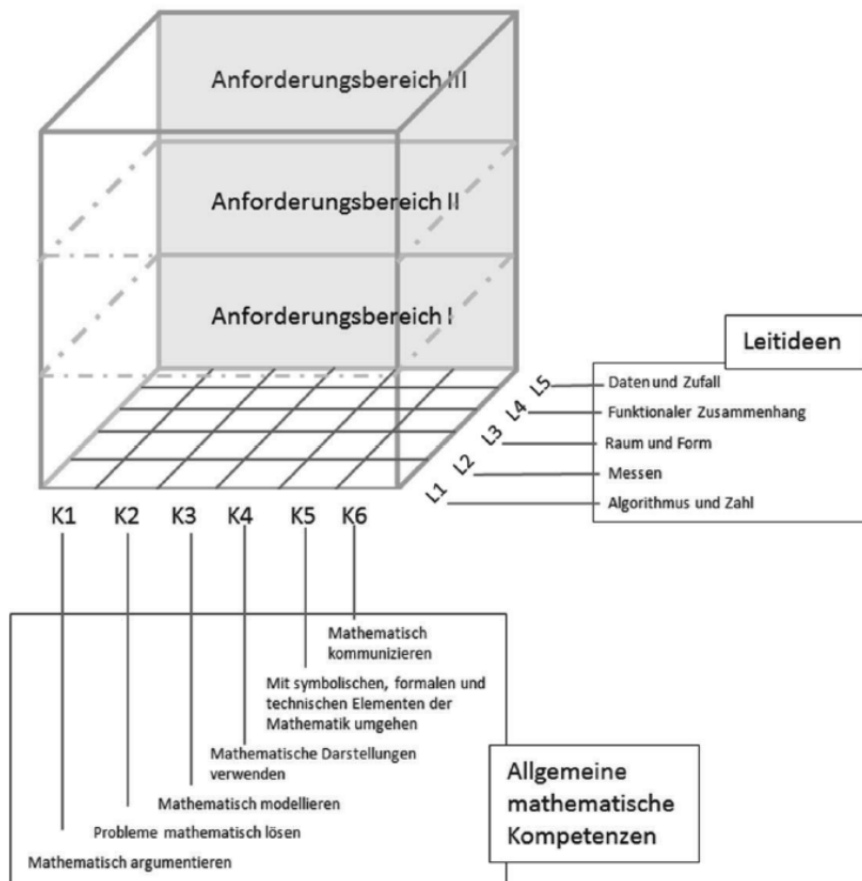 Anforderungsbereich III
Anforderungsbereich II
Anforderungsbereich I
Leitideen
L5 Daten und Zufall
L4 Funktionaler Zusammenhang
L3 Raum und Form
L2 Messen
L1 Algorithmus und Zahl
K1 K2 K3 K4 K5 K6
Mathematisch
kommunizieren
Mit symbolischen, formalen und
technischen Elementen der
Mathematik umgehen
Mathematische Darstellungen
verwenden
Mathematisch modellieren
Probleme mathematisch lösen
Mathematisch argumentieren
Allgemeine
mathematische
Kompetenzen